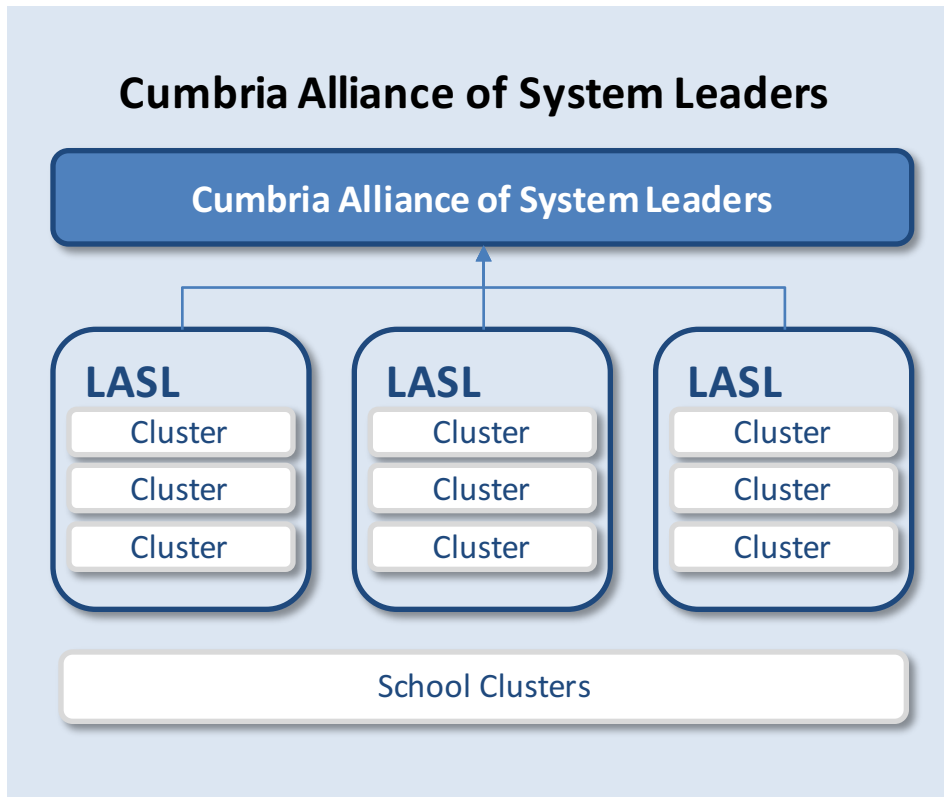 Cumbria Alliance of System Leaders
Cumbria Alliance of System Leaders
LASL
Cluster
Cluster
Cluster
LASL
Cluster
Cluster
Cluster
LASL
Cluster
Cluster
Cluster
School Clusters